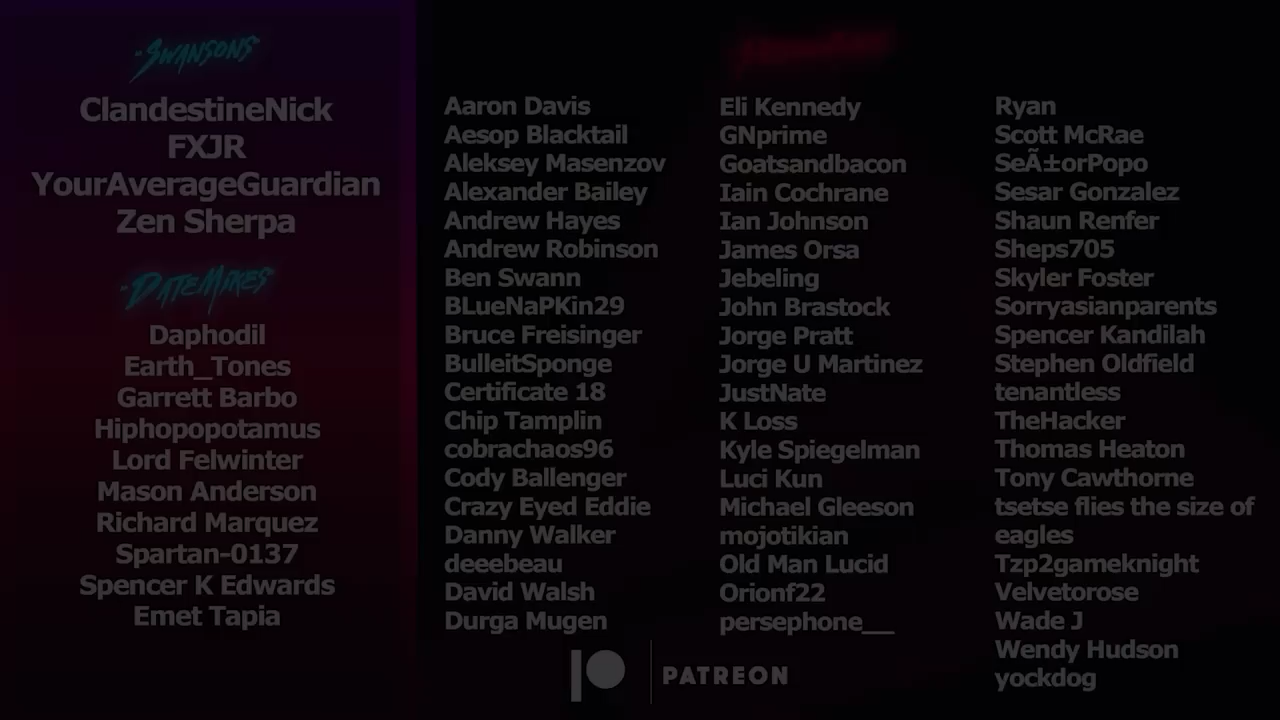 "SWANSONS"
ClandestineNick
FXJR
YourAverageGuardian
Zen Sherpa
"DATEMIKES"
Daphodil
Earth_Tones
Garrett Barbo
Hiphopopotamus
Lord Felwinter
Mason Anderson
Richard Marquez
Spartan-0137
Spencer K Edwards
Emet Tapia
Aaron Davis
Aesop Blacktail
Aleksey Masenzov
Alexander Bailey
Andrew Hayes
Andrew Robinson
Ben Swann
BLueNaPKin29
Bruce Freisinger
BulleitSponge
Certificate 18
Chip Tamplin
cobrachaos96
Cody Ballenger
Crazy Eyed Eddie
Danny Walker
deeebeau
David Walsh
Durga Mugen
Eli Kennedy
GNprime
Goatsandbacon
Iain Cochrane
Ian Johnson
James Orsa
Jebeling
John Brastock
Jorge Pratt
Jorge U Martinez
JustNate
K Loss
Kyle Spiegelman
Luci Kun
Michael Gleeson
mojotikian
Old Man Lucid
Orionf22
persephone__
Ryan
Scott McRae
SeÃ±orPopo
Sesar Gonzalez
Shaun Renfer
Sheps705
Skyler Foster
Sorryasianparents
Spencer Kandilah
Stephen Oldfield
tenantless
TheHacker
Thomas Heaton
Tony Cawthorne
tsetse flies the size of
eagles
Tzp2gameknight
Velvetorose
Wade J
Wendy Hudson
yockdog
PATREON